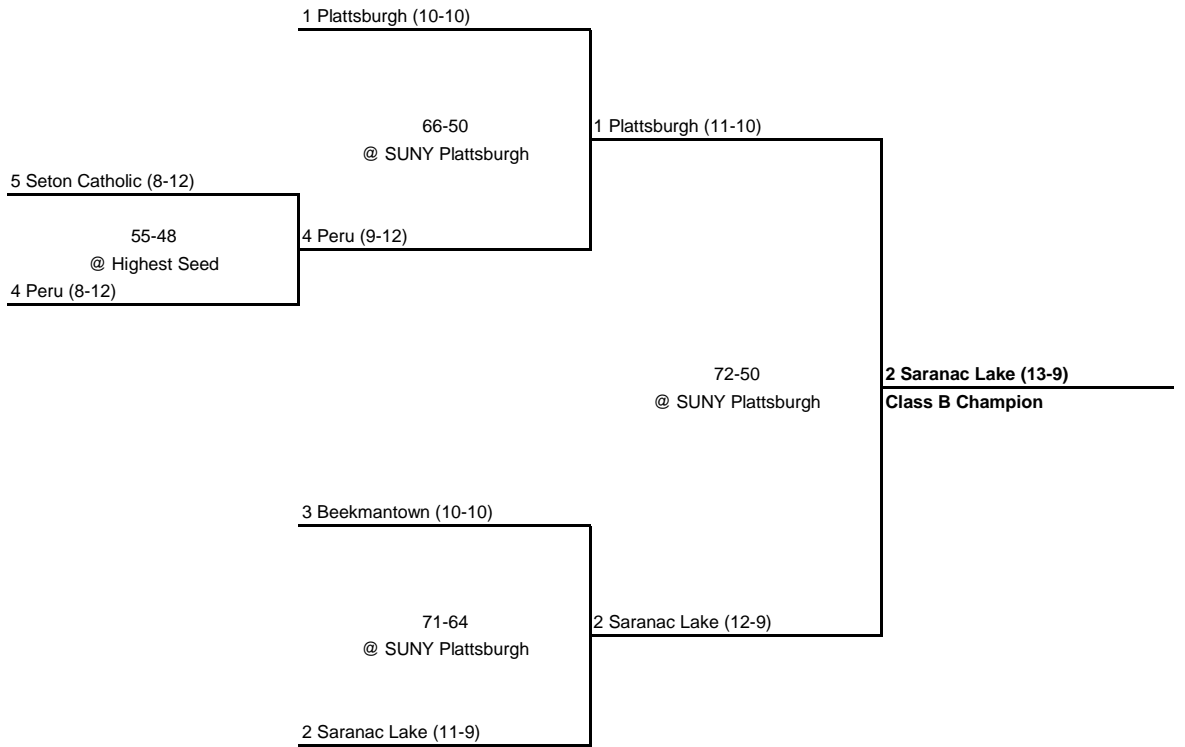 1 Plattsburgh (10-10)
66-50
@ SUNY Plattsburgh
1 Plattsburgh (11-10)
5 Seton Catholic (8-12)
55-48
@ Highest Seed
4 Peru (9-12)
4 Peru (8-12)
72-50
@ SUNY Plattsburgh
2 Saranac Lake (13-9)
Class B Champion
3 Beekmantown (10-10)
71-64
@ SUNY Plattsburgh
2 Saranac Lake (12-9)
2 Saranac Lake (11-9)